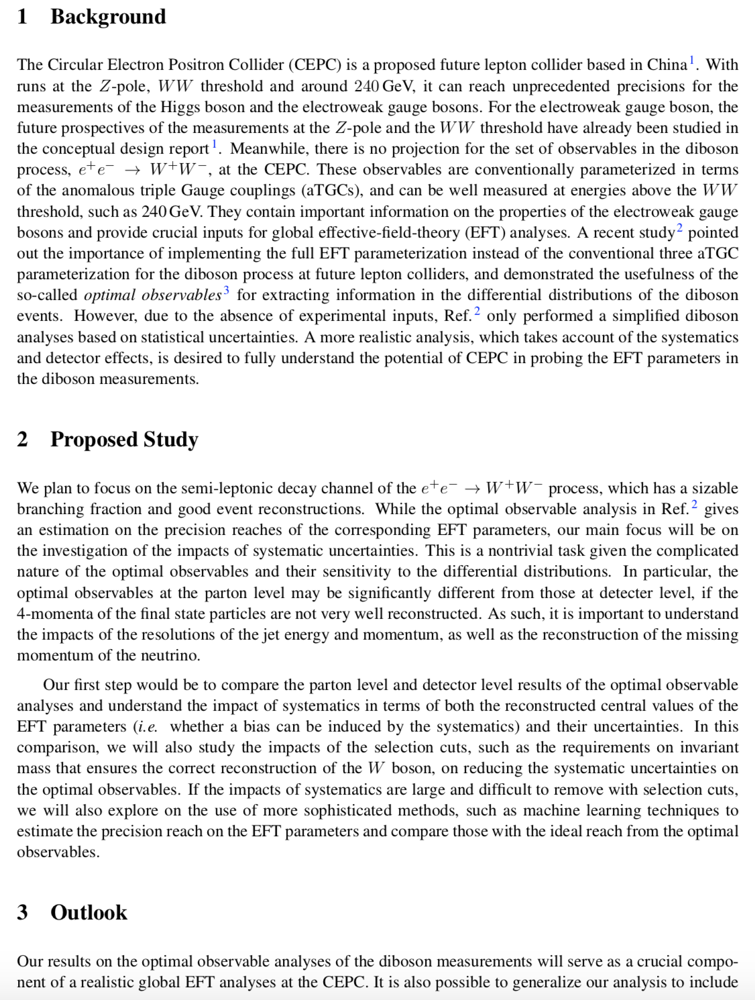 1 Background
The Circular Electron Positron Collider (CEPC) is a proposed future lepton collider based in China1. With
runs at the Z-pole, WW threshold and around 240 GeV, it can reach unprecedented precisions for the
measurements of the Higgs boson and the electroweak gauge bosons. For the electroweak gauge boson, the
future prospectives of the measurements at the Z-pole and the WW threshold have already been studied in
the conceptual design report1. Meanwhile, there is no projection for the set of observables in the diboson
process, e+e− → W+W−, at the CEPC. These observables are conventionally parameterized in terms
of the anomalous triple Gauge couplings (aTGCs), and can be well measured at energies above the WW
threshold, such as 240 GeV. They contain important information on the properties of the electroweak gauge
bosons and provide crucial inputs for global effective-field-theory (EFT) analyses. A recent study2 pointed
out the importance of implementing the full EFT parameterization instead of the conventional three aTGC
parameterization for the diboson process at future lepton colliders, and demonstrated the usefulness of the
so-called optimal observables3 for extracting information in the differential distributions of the diboson
events. However, due to the absence of experimental inputs, Ref.2 only performed a simplified diboson
analyses based on statistical uncertainties. A more realistic analysis, which takes account of the systematics
and detector effects, is desired to fully understand the potential of CEPC in probing the EFT parameters in
the diboson measurements.
2 Proposed Study
We plan to focus on the semi-leptonic decay channel of the e+e− → W+W− process, which has a sizable
branching fraction and good event reconstructions. While the optimal observable analysis in Ref.2 gives
an estimation on the precision reaches of the corresponding EFT parameters, our main focus will be on
the investigation of the impacts of systematic uncertainties. This is a nontrivial task given the complicated
nature of the optimal observables and their sensitivity to the differential distributions. In particular, the
optimal observables at the parton level may be significantly different from those at detecter level, if the
4-momenta of the final state particles are not very well reconstructed. As such, it is important to understand
the impacts of the resolutions of the jet energy and momentum, as well as the reconstruction of the missing
momentum of the neutrino.
Our first step would be to compare the parton level and detector level results of the optimal observable
analyses and understand the impact of systematics in terms of both the reconstructed central values of the
EFT parameters (i.e. whether a bias can be induced by the systematics) and their uncertainties. In this
comparison, we will also study the impacts of the selection cuts, such as the requirements on invariant
mass that ensures the correct reconstruction of the W boson, on reducing the systematic uncertainties on
the optimal observables. If the impacts of systematics are large and difficult to remove with selection cuts,
we will also explore on the use of more sophisticated methods, such as machine learning techniques to
estimate the precision reach on the EFT parameters and compare those with the ideal reach from the optimal
observables.
3 Outlook
Our results on the optimal observable analyses of the diboson measurements will serve as a crucial compo-
nent of a realistic global EFT analyses at the CEPC. It is also possible to generalize our analysis to include